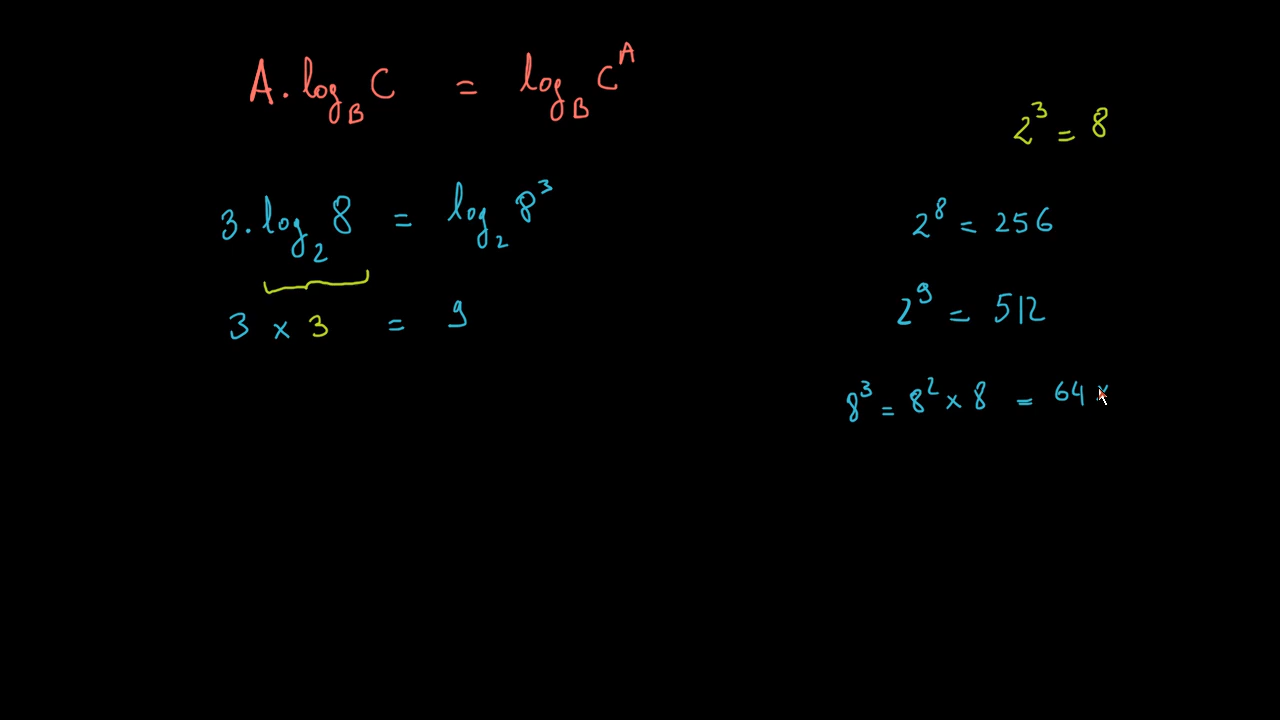 A. log_B C = log_B C^A
2^3 = 8
3. log_2 8 = log_2 8^3
2^8 = 256
3 x 3 = 9
2^9 = 512
8^3 = 8^2 x 8 = 64 x